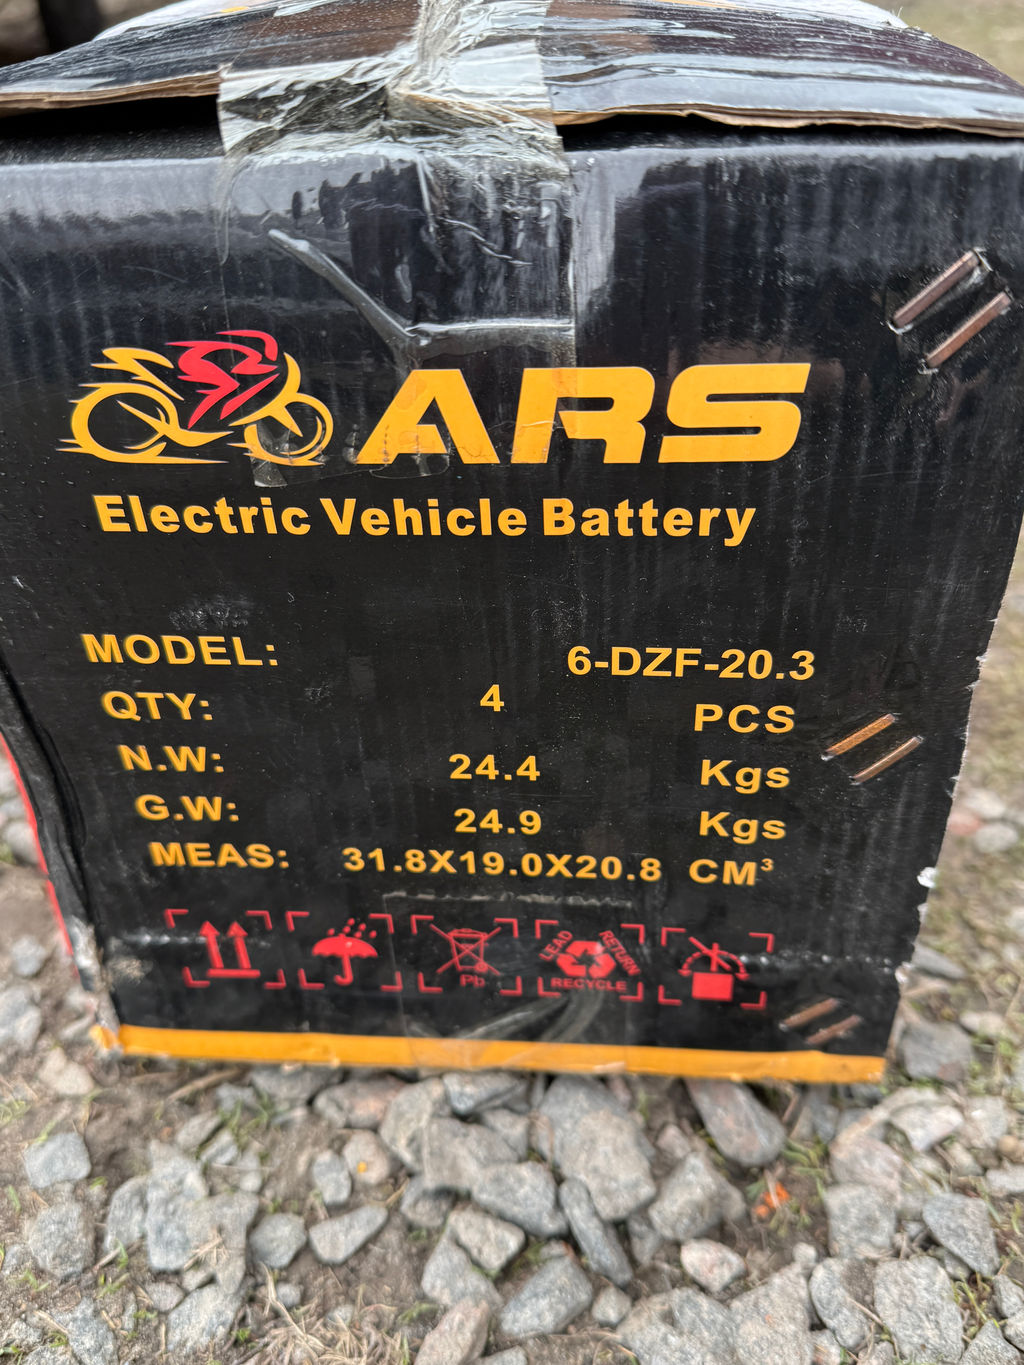 ARS
Electric Vehicle Battery
MODEL: 6-DZF-20.3
QTY: 4 PCS
N.W: 24.4 Kgs
G.W: 24.9 Kgs
MEAS: 31.8X19.0X20.8 CM³
Pb
LEAD RETURN
RECYCLE